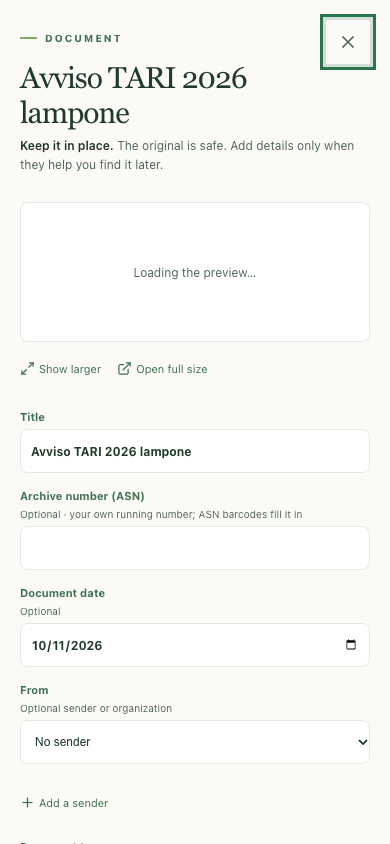 DOCUMENT
Avviso TARI 2026
lampone
Keep it in place. The original is safe. Add details only when
they help you find it later.
Loading the preview...
Show larger
Open full size
Title
Avviso TARI 2026 lampone
Archive number (ASN)
Optional · your own running number; ASN barcodes fill it in
Document date
Optional
10/11/2026
From
Optional sender or organization
No sender
Add a sender